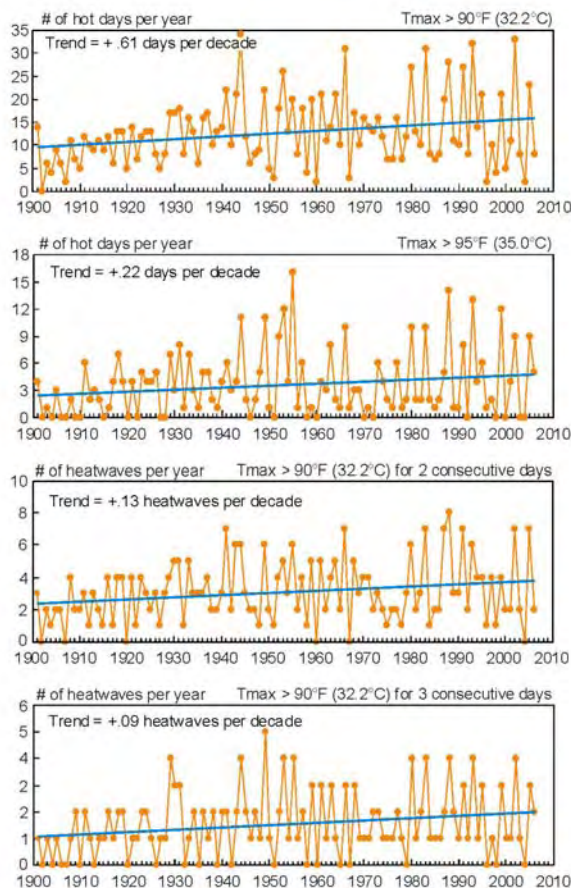 # of hot days per year Tmax > 90°F (32.2°C)
Trend = + .61 days per decade
35
30
25
20
15
10
5
0
1901 1910 1920 1930 1940 1950 1960 1970 1980 1990 2000 2010
# of hot days per year Tmax > 95°F (35.0°C)
Trend = +.22 days per decade
18
15
12
9
6
3
0
1901 1910 1920 1930 1940 1950 1960 1970 1980 1990 2000 2010
# of heatwaves per year Tmax > 90°F (32.2°C) for 2 consecutive days
Trend = +.13 heatwaves per decade
10
8
6
4
2
0
1901 1910 1920 1930 1940 1950 1960 1970 1980 1990 2000 2010
# of heatwaves per year Tmax > 90°F (32.2°C) for 3 consecutive days
Trend = +.09 heatwaves per decade
6
5
4
2
2
1
0
1901 1910 1920 1930 1940 1950 1960 1970 1980 1990 2000 2010